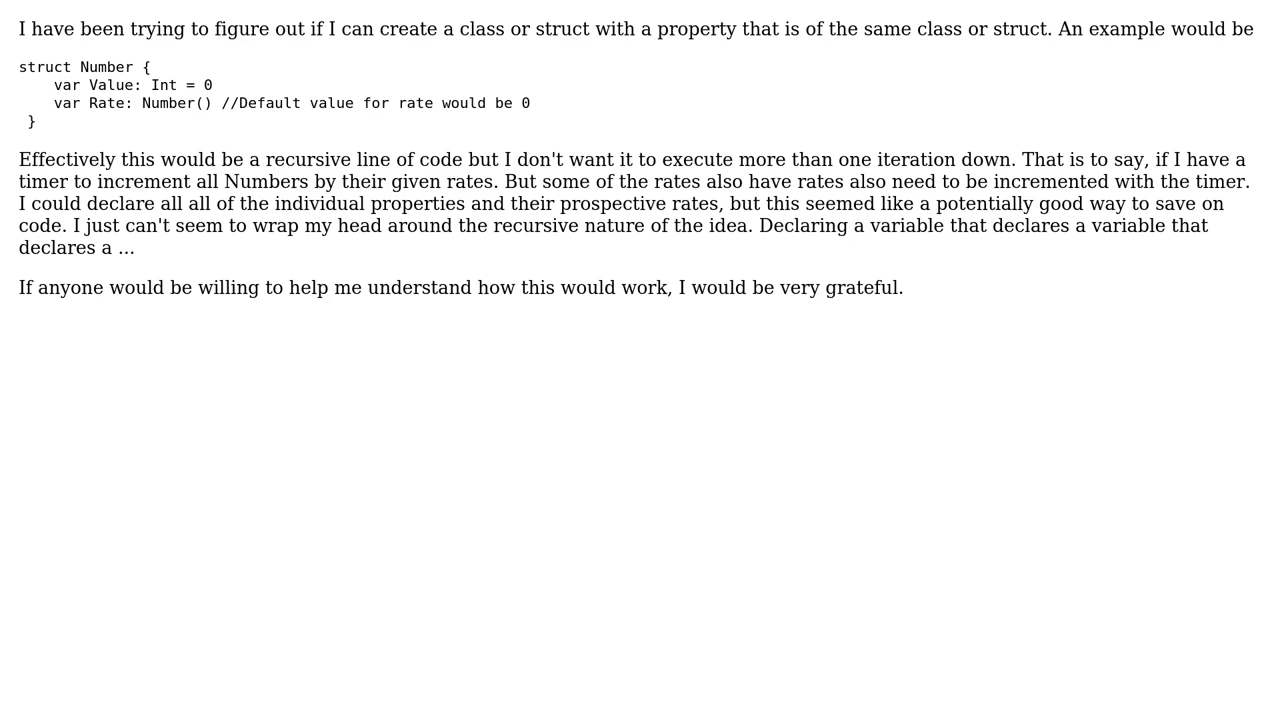 I have been trying to figure out if I can create a class or struct with a property that is of the same class or struct. An example would be
struct Number {
    var Value: Int = 0
    var Rate: Number() //Default value for rate would be 0
 }
Effectively this would be a recursive line of code but I don't want it to execute more than one iteration down. That is to say, if I have a
timer to increment all Numbers by their given rates. But some of the rates also have rates also need to be incremented with the timer.
I could declare all all of the individual properties and their prospective rates, but this seemed like a potentially good way to save on
code. I just can't seem to wrap my head around the recursive nature of the idea. Declaring a variable that declares a variable that
declares a ...
If anyone would be willing to help me understand how this would work, I would be very grateful.